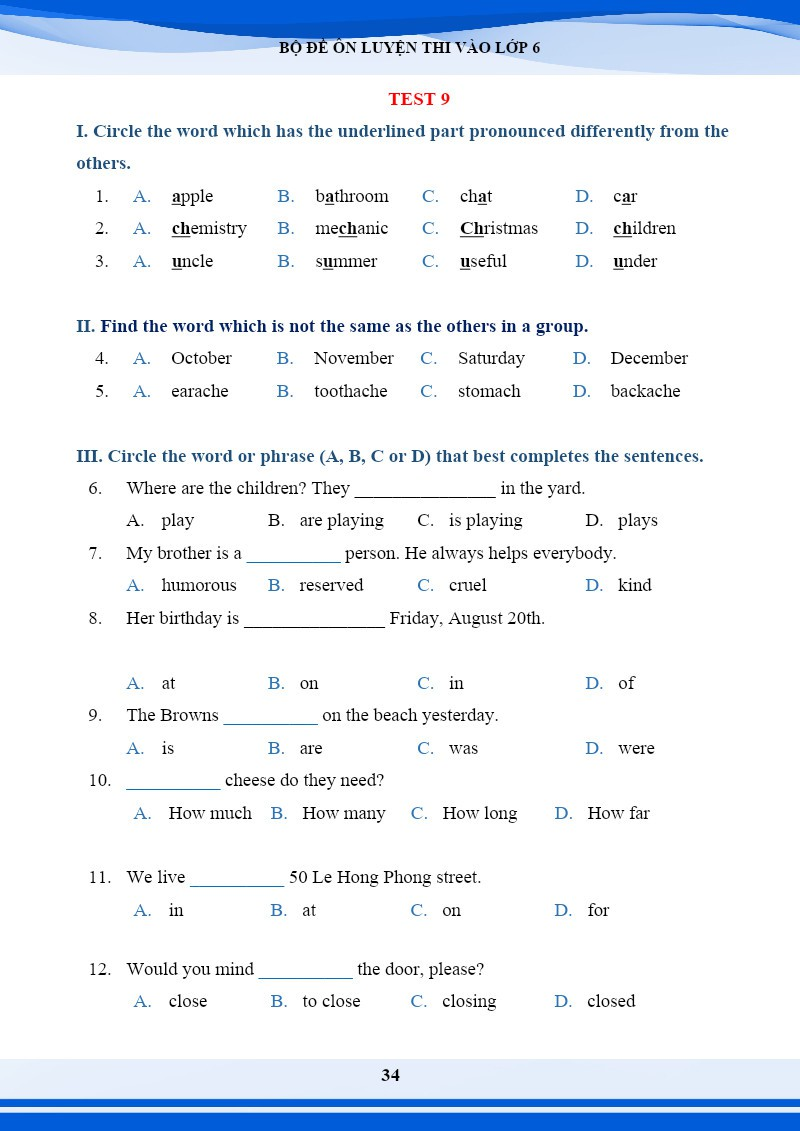 BỘ ĐỀ ÔN LUYỆN THI VÀO LỚP 6
TEST 9
I. Circle the word which has the underlined part pronounced differently from the
others.
1. A. apple B. bathroom C. chat D. car
2. A. chemistry B. mechanic C. Christmas D. children
3. A. uncle B. summer C. useful D. under
II. Find the word which is not the same as the others in a group.
4. A. October B. November C. Saturday D. December
5. A. earache B. toothache C. stomach D. backache
III. Circle the word or phrase (A, B, C or D) that best completes the sentences.
6. Where are the children? They _______________ in the yard.
A. play B. are playing C. is playing D. plays
7. My brother is a __________ person. He always helps everybody.
A. humorous B. reserved C. cruel D. kind
8. Her birthday is _______________ Friday, August 20th.
A. at B. on C. in D. of
9. The Browns __________ on the beach yesterday.
A. is B. are C. was D. were
10. __________ cheese do they need?
A. How much B. How many C. How long D. How far
11. We live __________ 50 Le Hong Phong street.
A. in B. at C. on D. for
12. Would you mind __________ the door, please?
A. close B. to close C. closing D. closed
34